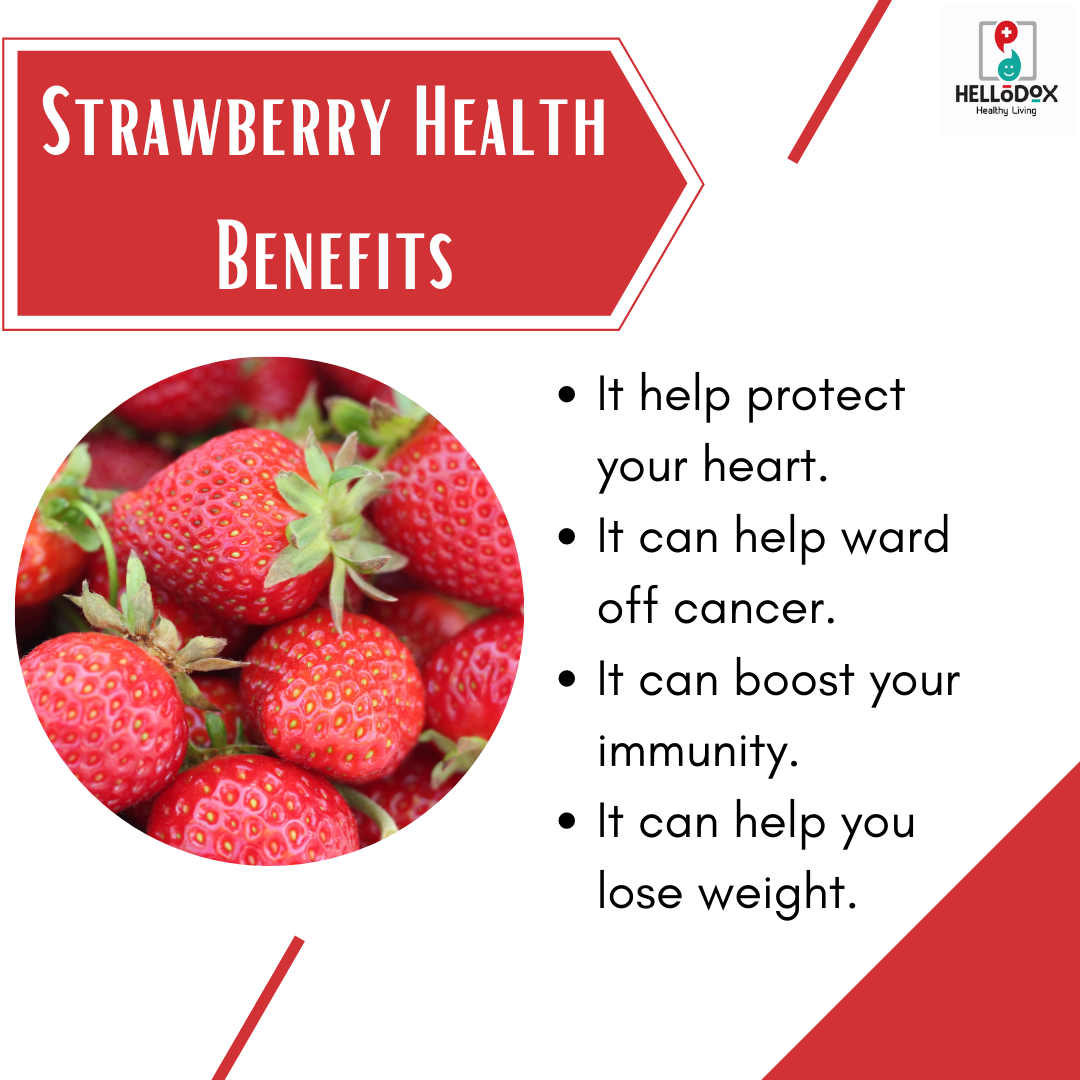 Strawberry Health
Benefits
HELLōDOX
Healthy Living
• It help protect
your heart.
• It can help ward
off cancer.
• It can boost your
immunity.
• It can help you
lose weight.